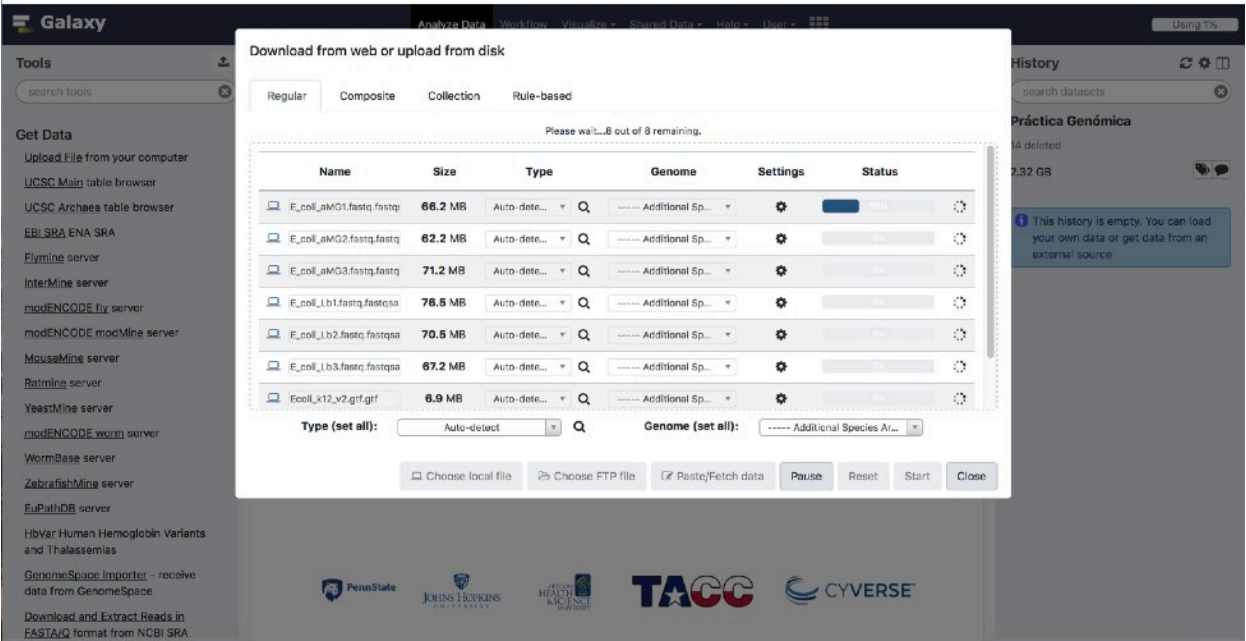 Galaxy
Analyze Data Workflow Visualize Shared Data Help User
Using 1%
Tools
search tools
Get Data
Upload File from your computer
UCSC Main table browser
UCSC Archaea table browser
EBI SRA ENA SRA
Flymine server
InterMine server
modENCODE fly server
modENCODE modMine server
MouseMine server
Ratmine server
YeastMine server
modENCODE worm server
WormBase server
ZebrafishMine server
EuPathDB server
HbVar Human Hemoglobin Variants
and Thalassemias
GenomeSpace Importer - receive
data from GenomeSpace
Download and Extract Reads in
FASTA/Q format from NCBI SRA
Download from web or upload from disk
Regular Composite Collection Rule-based
Please wait...8 out of 8 remaining.
Name Size Type Genome Settings Status
E_coli_aMG1.fastq.fastqs 66.2 MB Auto-dete... ----- Additional Sp...
E_coli_aMG2.fastq.fastq 62.2 MB Auto-dete... ----- Additional Sp... 0%
E_coli_aMG3.fastq.fastq 71.2 MB Auto-dete... ----- Additional Sp... 0%
E_coli_Lb1.fastq.fastqsa 76.5 MB Auto-dete... ----- Additional Sp... 0%
E_coli_Lb2.fastq.fastqsa 70.5 MB Auto-dete... ----- Additional Sp... 0%
E_coli_Lb3.fastq.fastqsa 67.2 MB Auto-dete... ----- Additional Sp... 0%
Ecoli_k12_v2.gtf.gtf 6.9 MB Auto-dete... ----- Additional Sp... 0%
Type (set all): Auto-detect Genome (set all): ----- Additional Species Ar...
Choose local file Choose FTP file Paste/Fetch data Pause Reset Start Close
PennState
JOHNS HOPKINS
UNIVERSITY
OREGON
HEALTH
& SCIENCE
UNIVERSITY
TACC
CYVERSE
History
search datasets
Práctica Genómica
14 deleted
2.32 GB
This history is empty. You can load
your own data or get data from an
external source